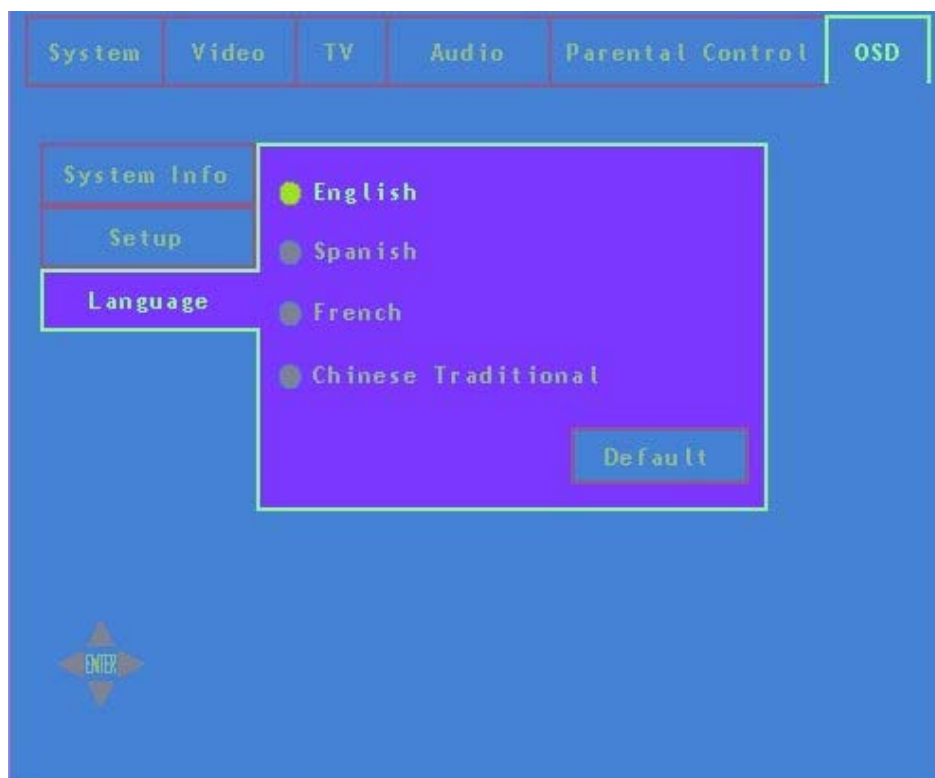 System Video TV Audio Parental Control OSD
System Info
English
Setup
Spanish
Language
French
Chinese Traditional
Default
ENTER